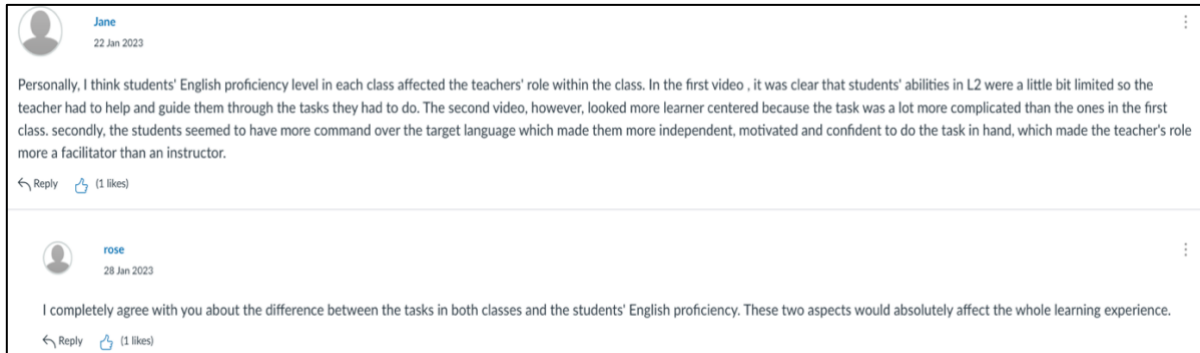 Jane
22 Jan 2023
Personally, I think students' English proficiency level in each class affected the teachers' role within the class. In the first video , it was clear that students' abilities in L2 were a little bit limited so the
teacher had to help and guide them through the tasks they had to do. The second video, however, looked more learner centered because the task was a lot more complicated than the ones in the first
class. secondly, the students seemed to have more command over the target language which made them more independent, motivated and confident to do the task in hand, which made the teacher's role
more a facilitator than an instructor.
Reply (1 likes)
rose
28 Jan 2023
I completely agree with you about the difference between the tasks in both classes and the students' English proficiency. These two aspects would absolutely affect the whole learning experience.
Reply (1 likes)